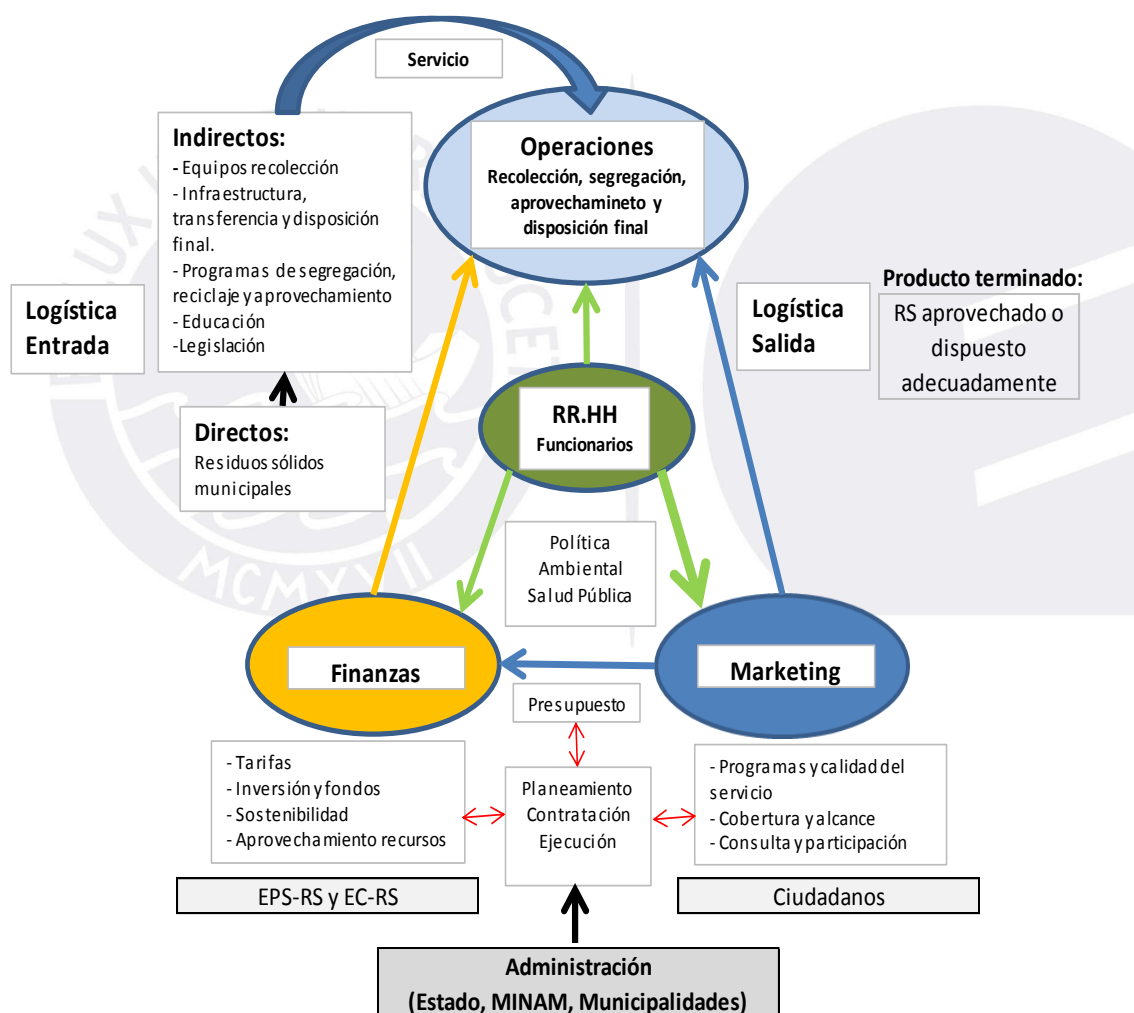 Servicio
Indirectos:
- Equipos recolección
- Infraestructura,
transferencia y disposición
final.
- Programas de segregación,
reciclaje y aprovechamiento
- Educación
-Legislación
Operaciones
Recolección, segregación,
aprovechamineto y
disposición final
Logística
Entrada
Logística
Salida
Producto terminado:
RS aprovechado o
dispuesto
adecuadamente
Directos:
Residuos sólidos
municipales
RR.HH
Funcionarios
Política
Ambiental
Salud Pública
Finanzas
Marketing
Presupuesto
- Tarifas
- Inversión y fondos
- Sostenibilidad
- Aprovechamiento recursos
Planeamiento
Contratación
Ejecución
- Programas y calidad del
servicio
- Cobertura y alcance
- Consulta y participación
EPS-RS y EC-RS
Ciudadanos
Administración
(Estado, MINAM, Municipalidades)